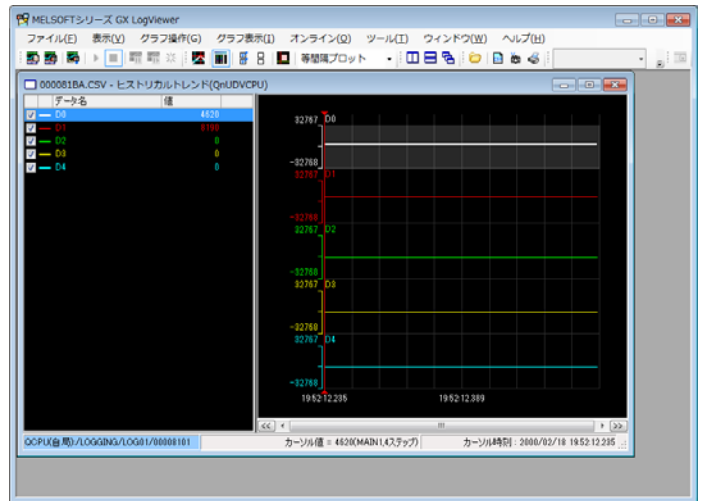 MELSOFTシリーズ GX LogViewer
ファイル(F) 表示(V) グラフ操作(G) グラフ表示(I) オンライン(O) ツール(T) ウィンドウ(W) ヘルプ(H)
等間隔プロット
000081BA.CSV - ヒストリカルトレンド(QnUDVCPU)
データ名 値
D0 4620
D1 8190
D2 0
D3 0
D4 0
32767 D0
-32768
32767 D1
-32768
32767 D2
-32768
32767 D3
-32768
32767 D4
-32768
19:52:12.235 19:52:12.389
QCPU(自局):/LOGGING/LOG01/00008101 カーソル値 = 4620(MAIN1,4ステップ) カーソル時刻 : 2000/02/18 19:52:12.235